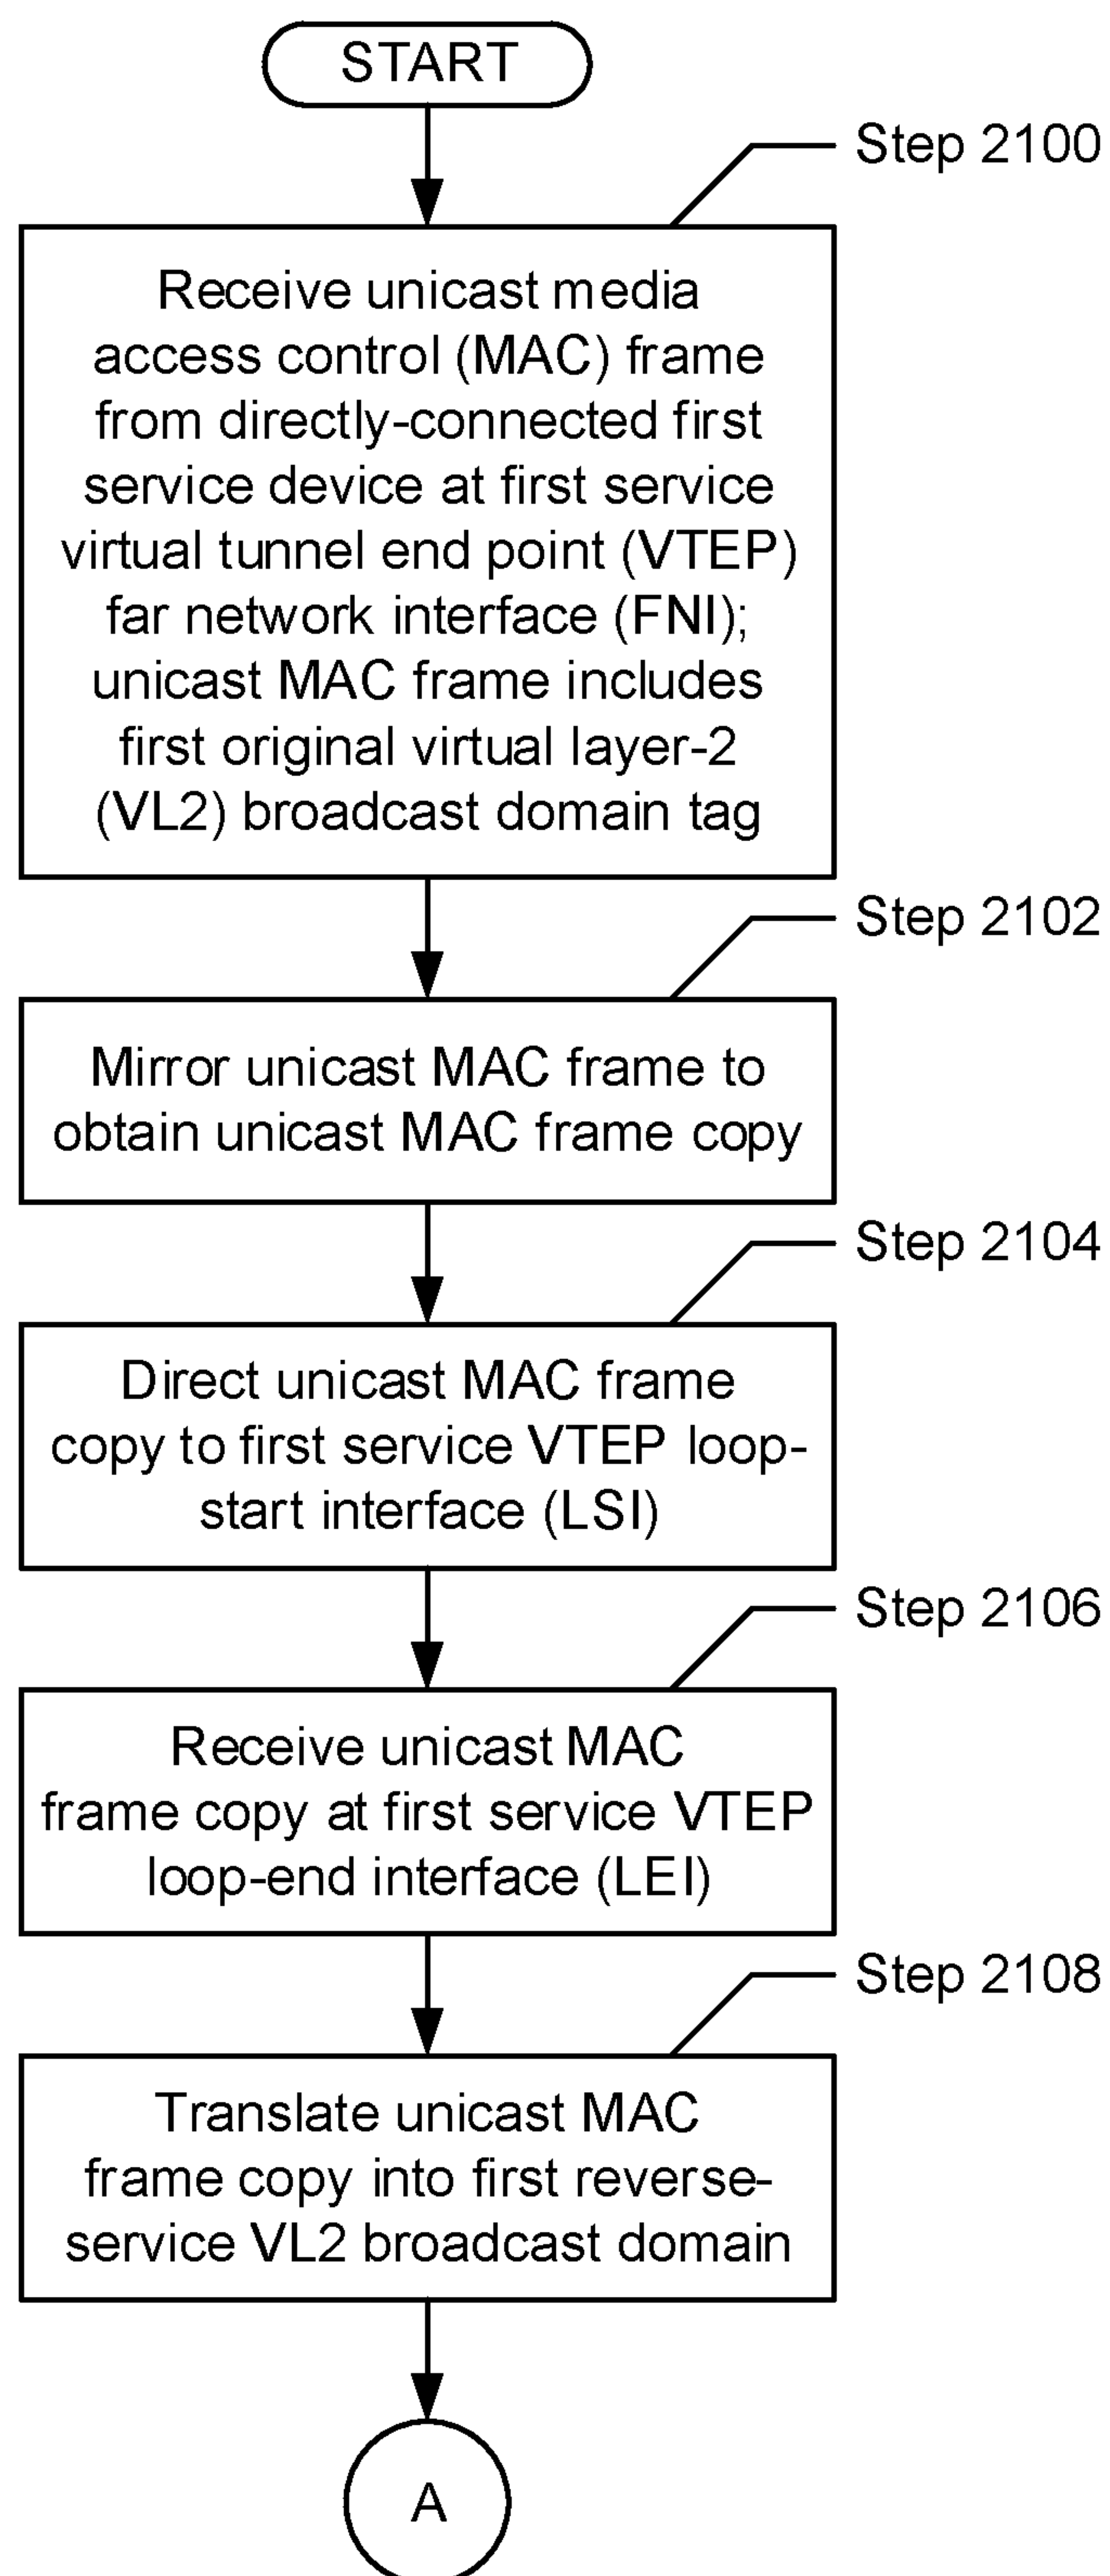 START
Step 2100
Receive unicast media
access control (MAC) frame
from directly-connected first
service device at first service
virtual tunnel end point (VTEP)
far network interface (FNI);
unicast MAC frame includes
first original virtual layer-2
(VL2) broadcast domain tag
Step 2102
Mirror unicast MAC frame to
obtain unicast MAC frame copy
Step 2104
Direct unicast MAC frame
copy to first service VTEP loop-
start interface (LSI)
Step 2106
Receive unicast MAC
frame copy at first service VTEP
loop-end interface (LEI)
Step 2108
Translate unicast MAC
frame copy into first reverse-
service VL2 broadcast domain
A